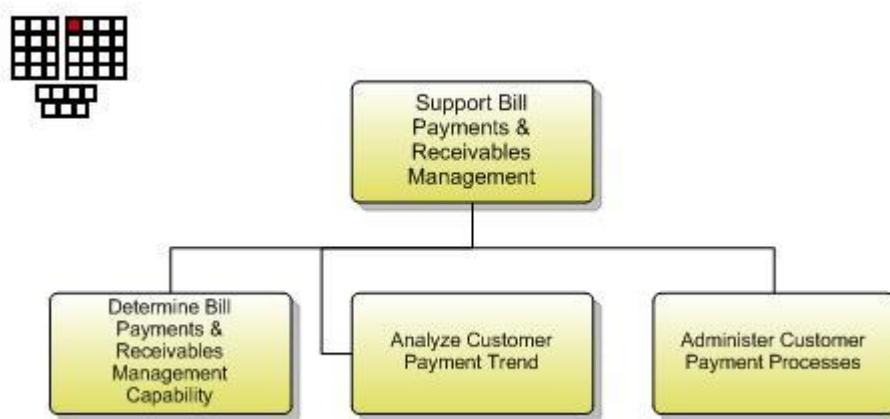 Support Bill
Payments &
Receivables
Management
Determine Bill
Payments &
Receivables
Management
Capability
Analyze Customer
Payment Trend
Administer Customer
Payment Processes